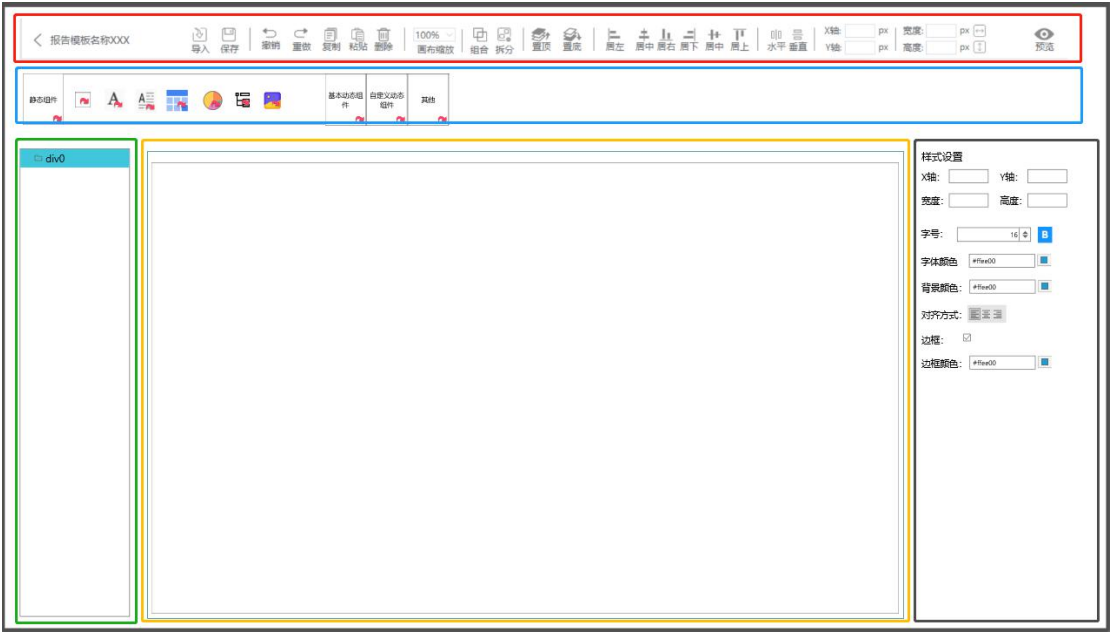 报告模板名称XXX
导入 保存 撤销 重做 复制 粘贴 删除 100% 画布缩放 组合 拆分 置顶 置底 居左 居中 居右 居下 居中 居上 水平 垂直 X轴: px 宽度: px 预览
Y轴: px 高度: px
静态组件 基本动态组件 自定义动态组件 其他
div0
样式设置
X轴: Y轴:
宽度: 高度:
字号: 16 B
字体颜色 #ffee00
背景颜色: #ffee00
对齐方式:
边框:
边框颜色: #ffee00